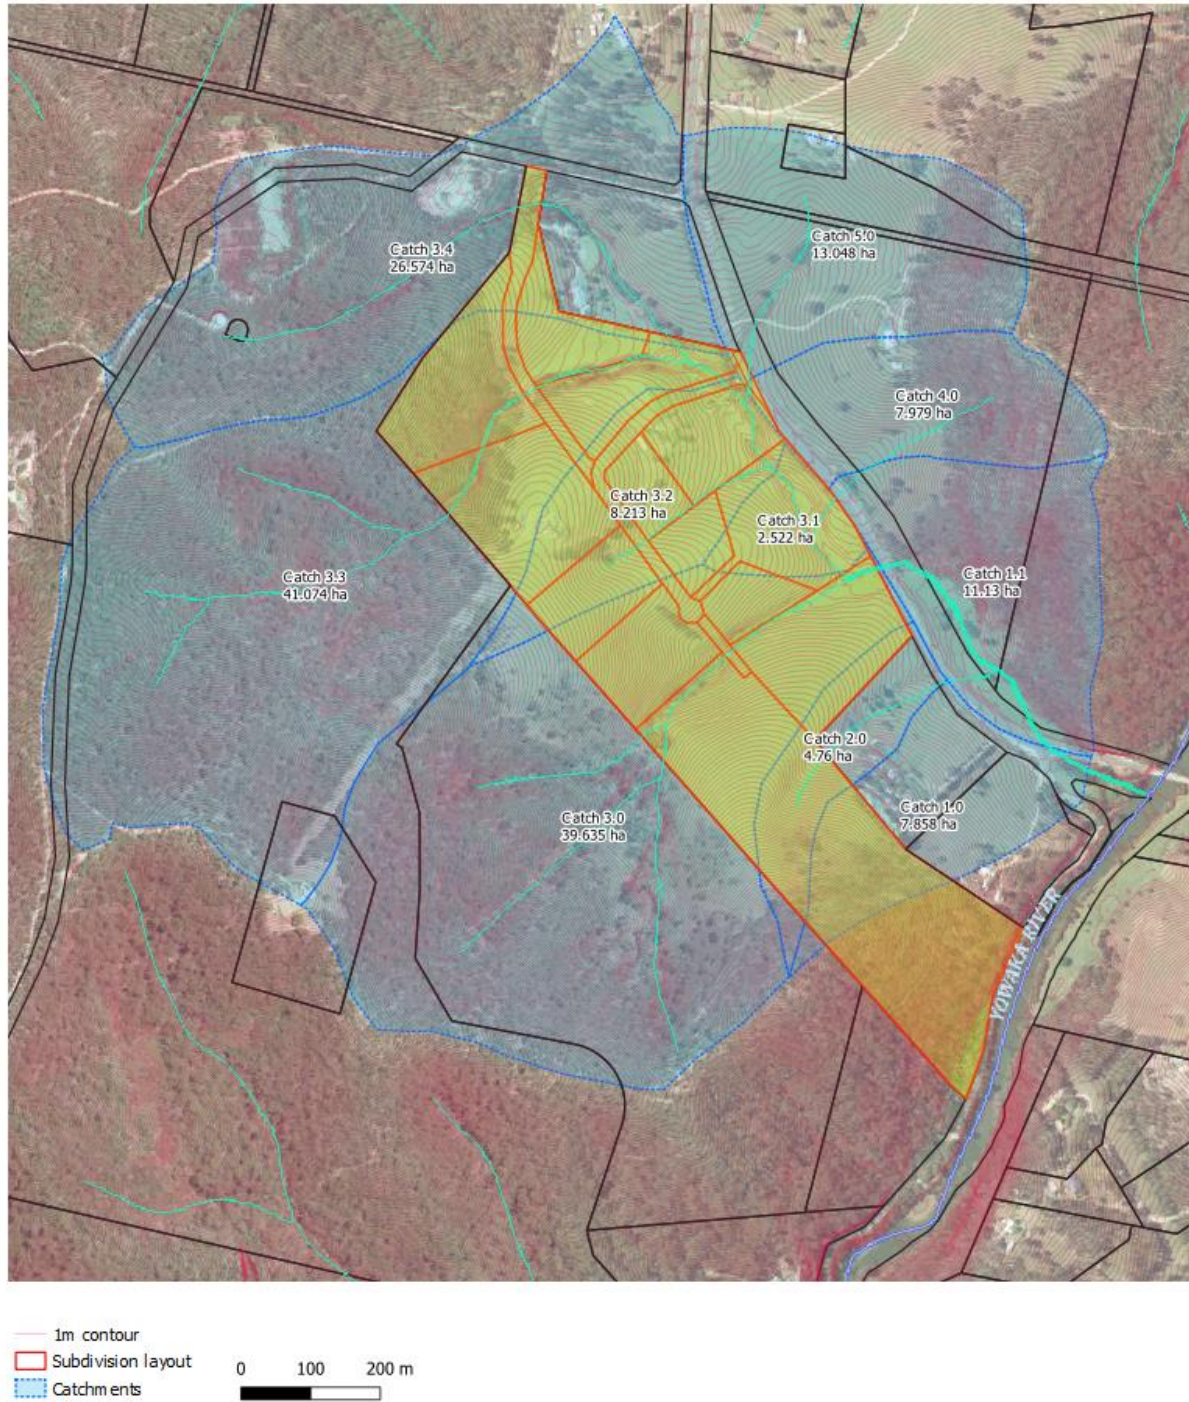 Catch 5.0
13.048 ha
Catch 3.4
26.574 ha
Catch 4.0
7.979 ha
Catch 3.2
8.213 ha
Catch 3.1
2.522 ha
Catch 3.3
41.074 ha
Catch 1.1
11.13 ha
Catch 2.0
4.76 ha
Catch 3.0
39.635 ha
Catch 1.0
7.858 ha
YOWAKA RIVER
1m contour
Subdivision layout
Catchments
0 100 200 m